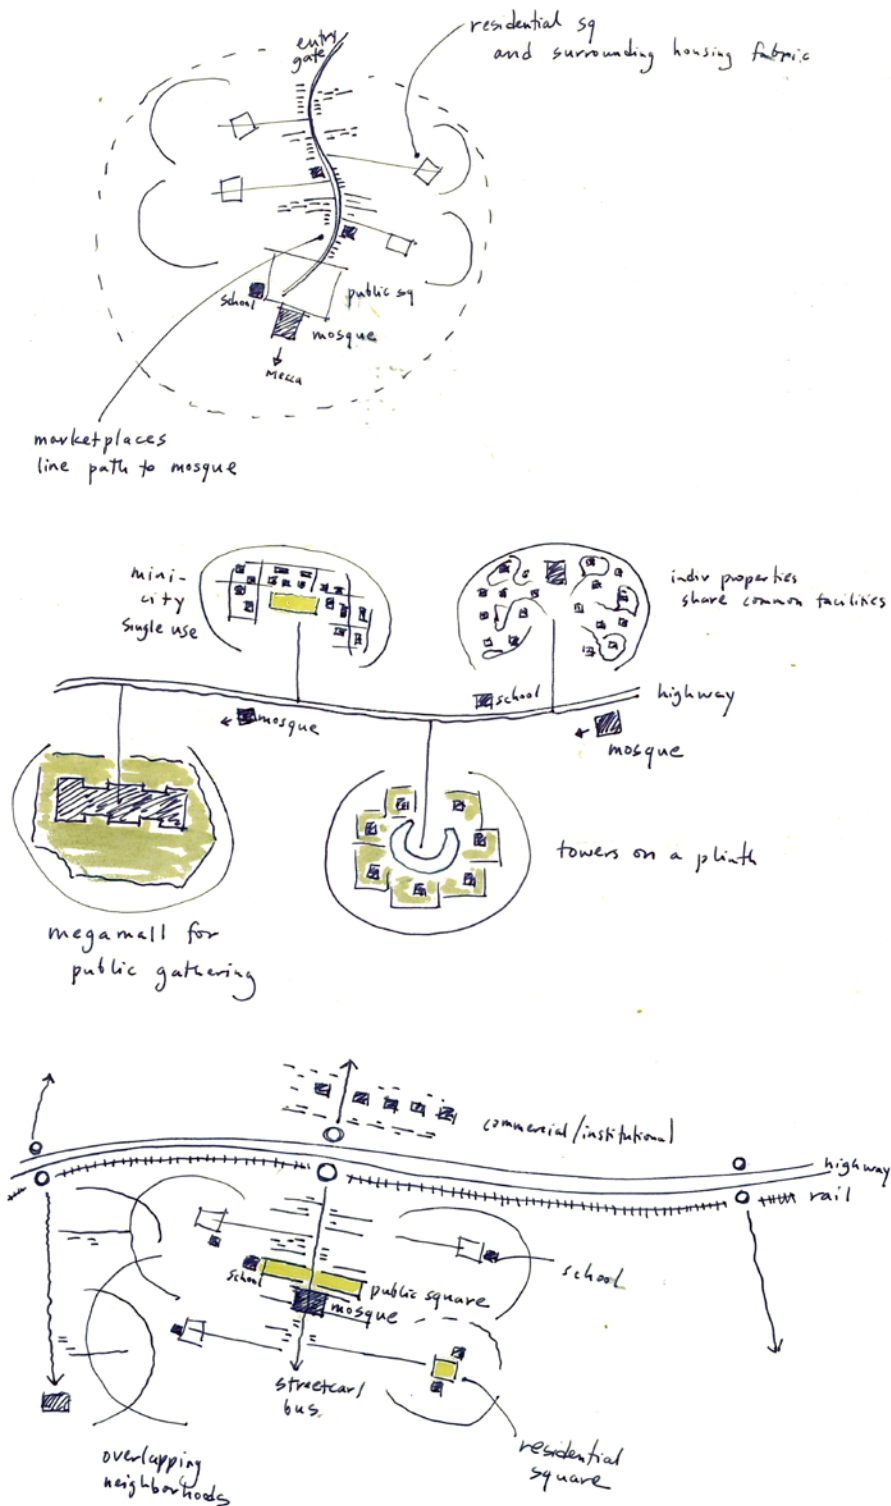 entry
gate
residential sq
and surrounding housing fabric
school
public sq
mosque
Mecca
marketplaces
line path to mosque
mini-
city
single use
indiv properties
share common facilities
school
highway
mosque
mosque
towers on a plinth
megamall for
public gathering
commercial/institutional
highway
rail
school
school
public square
mosque
streetcar/
bus
residential
square
overlapping
neighborhoods